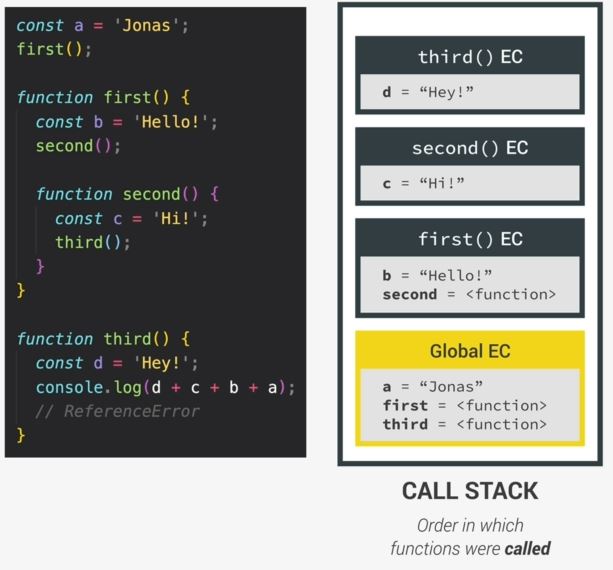 const a = 'Jonas';
first();
function first() {
const b = 'Hello!';
second();
function second() {
const c = 'Hi!';
third();
}
}
function third() {
const d = 'Hey!';
console.log(d + c + b + a);
// ReferenceError
}
third() EC
d = “Hey!”
second() EC
c = “Hi!”
first() EC
b = “Hello!”
second = <function>
Global EC
a = “Jonas”
first = <function>
third = <function>
CALL STACK
Order in which
functions were called